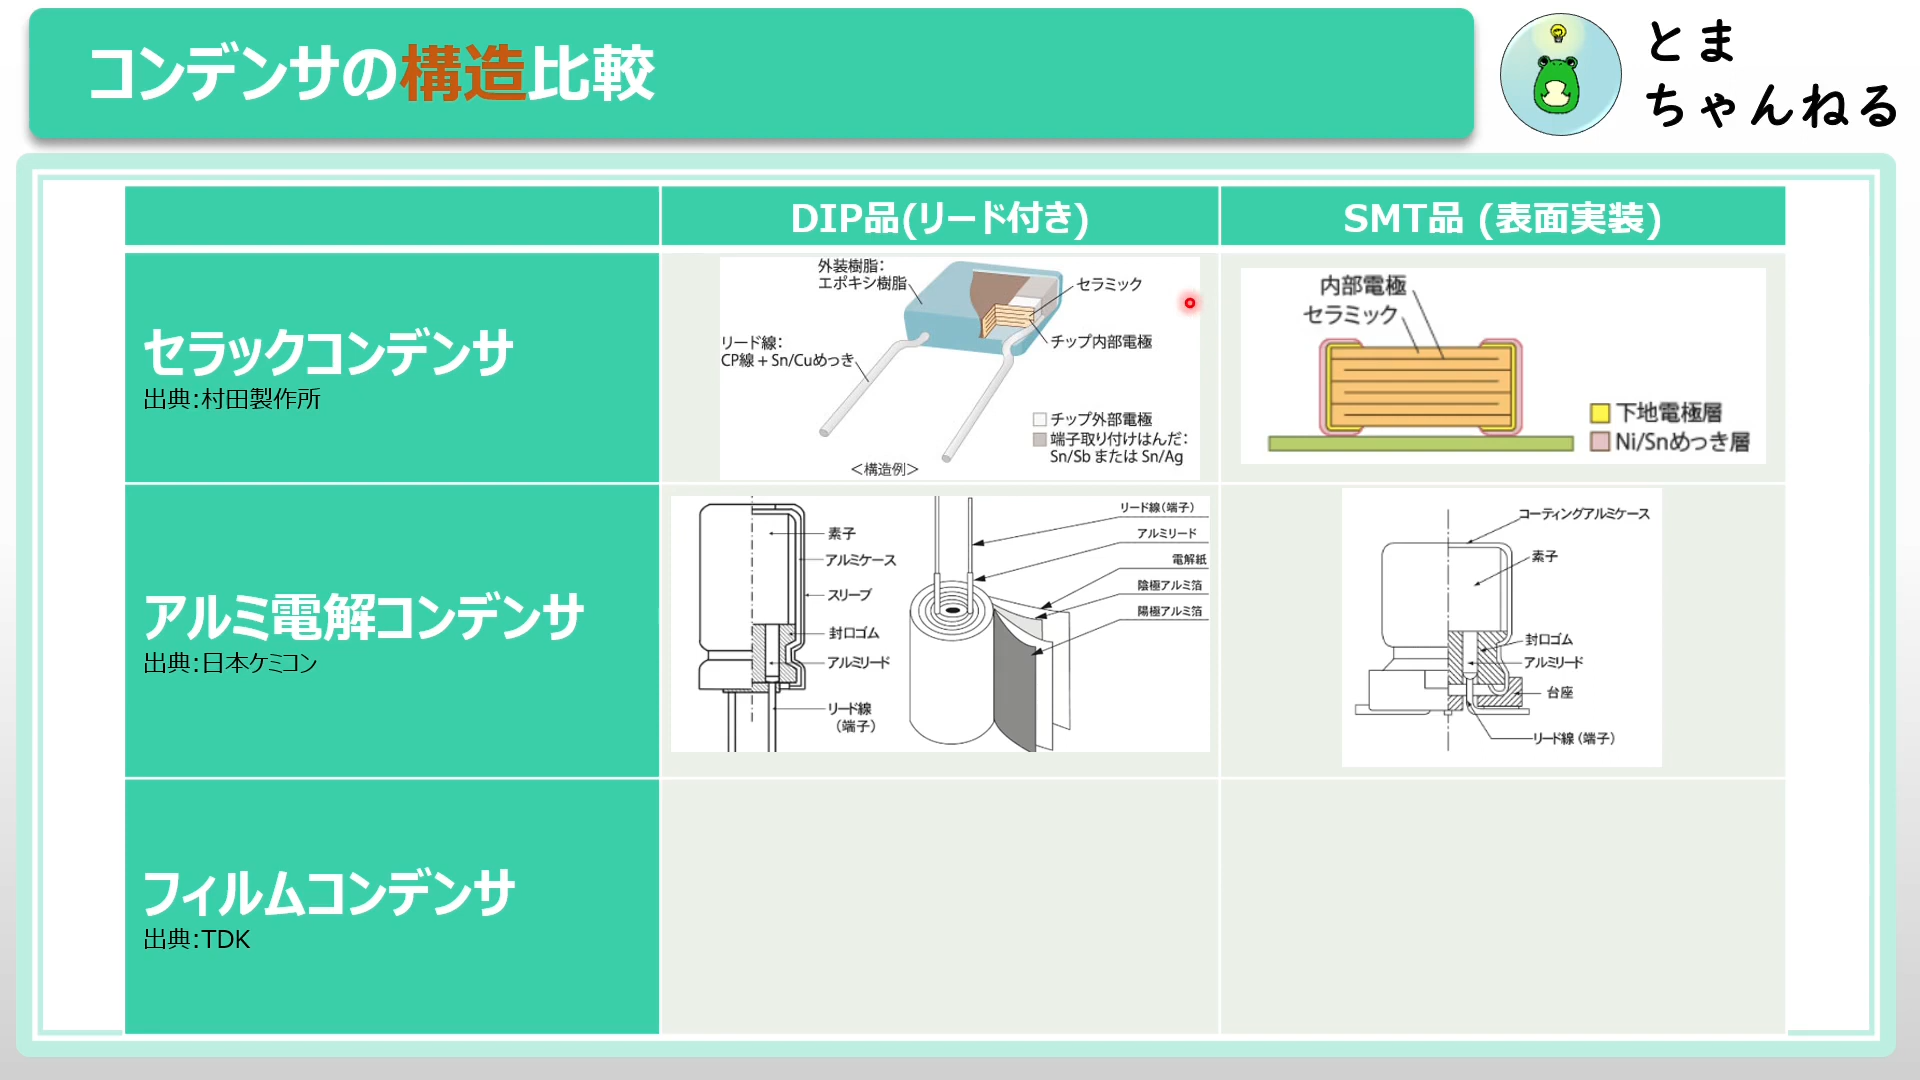 コンデンサの構造比較
とま
ちゃんねる
DIP品(リード付き)
SMT品 (表面実装)
セラックコンデンサ
出典:村田製作所
外装樹脂:
エポキシ樹脂
セラミック
リード線:
CP線+Sn/Cuめっき
チップ内部電極
チップ外部電極
端子取り付けはんだ:
Sn/Sb または Sn/Ag
<構造例>
内部電極
セラミック
下地電極層
Ni/Snめっき層
アルミ電解コンデンサ
出典:日本ケミコン
素子
アルミケース
スリーブ
封口ゴム
アルミリード
リード線
(端子)
リード線(端子)
アルミリード
電解紙
陰極アルミ箔
陽極アルミ箔
コーティングアルミケース
素子
封口ゴム
アルミリード
台座
リード線(端子)
フィルムコンデンサ
出典:TDK